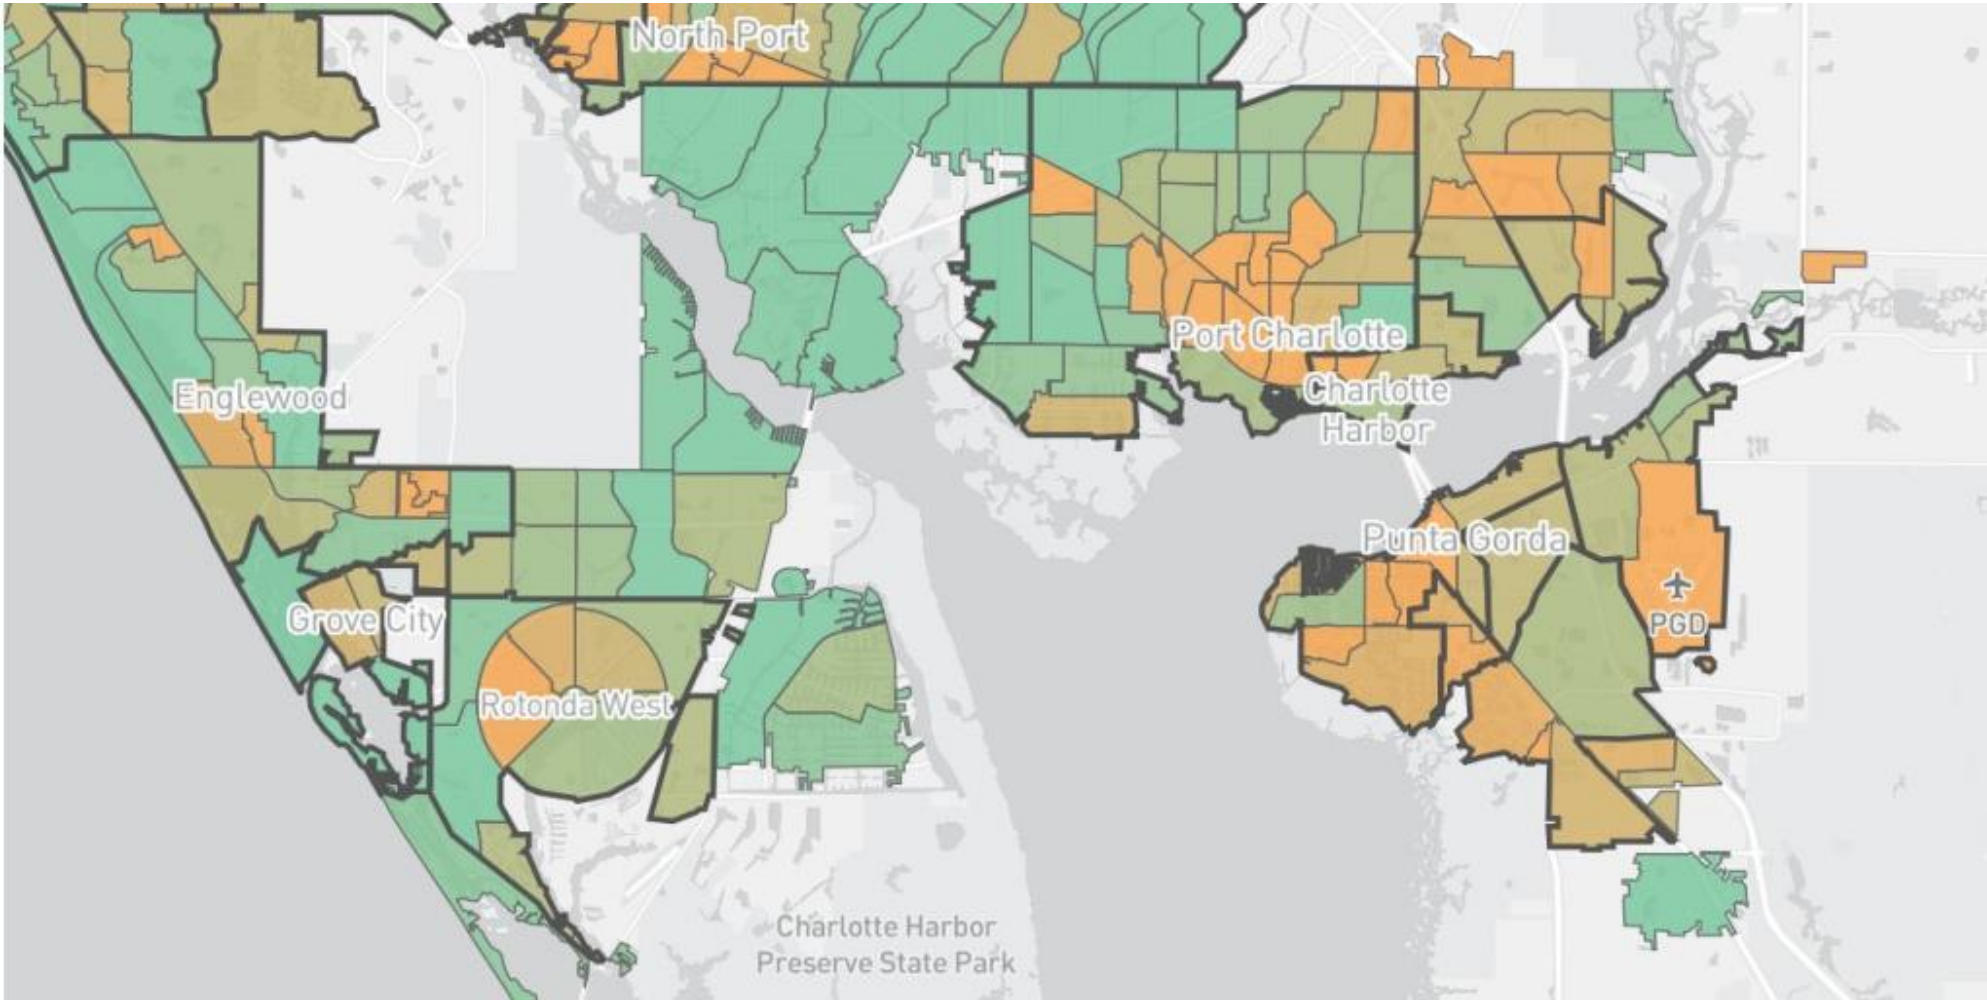 North Port
Port Charlotte
Englewood
Charlotte
Harbor
Punta Gorda
PGD
Grove City
Rotonda West
Charlotte Harbor
Preserve State Park